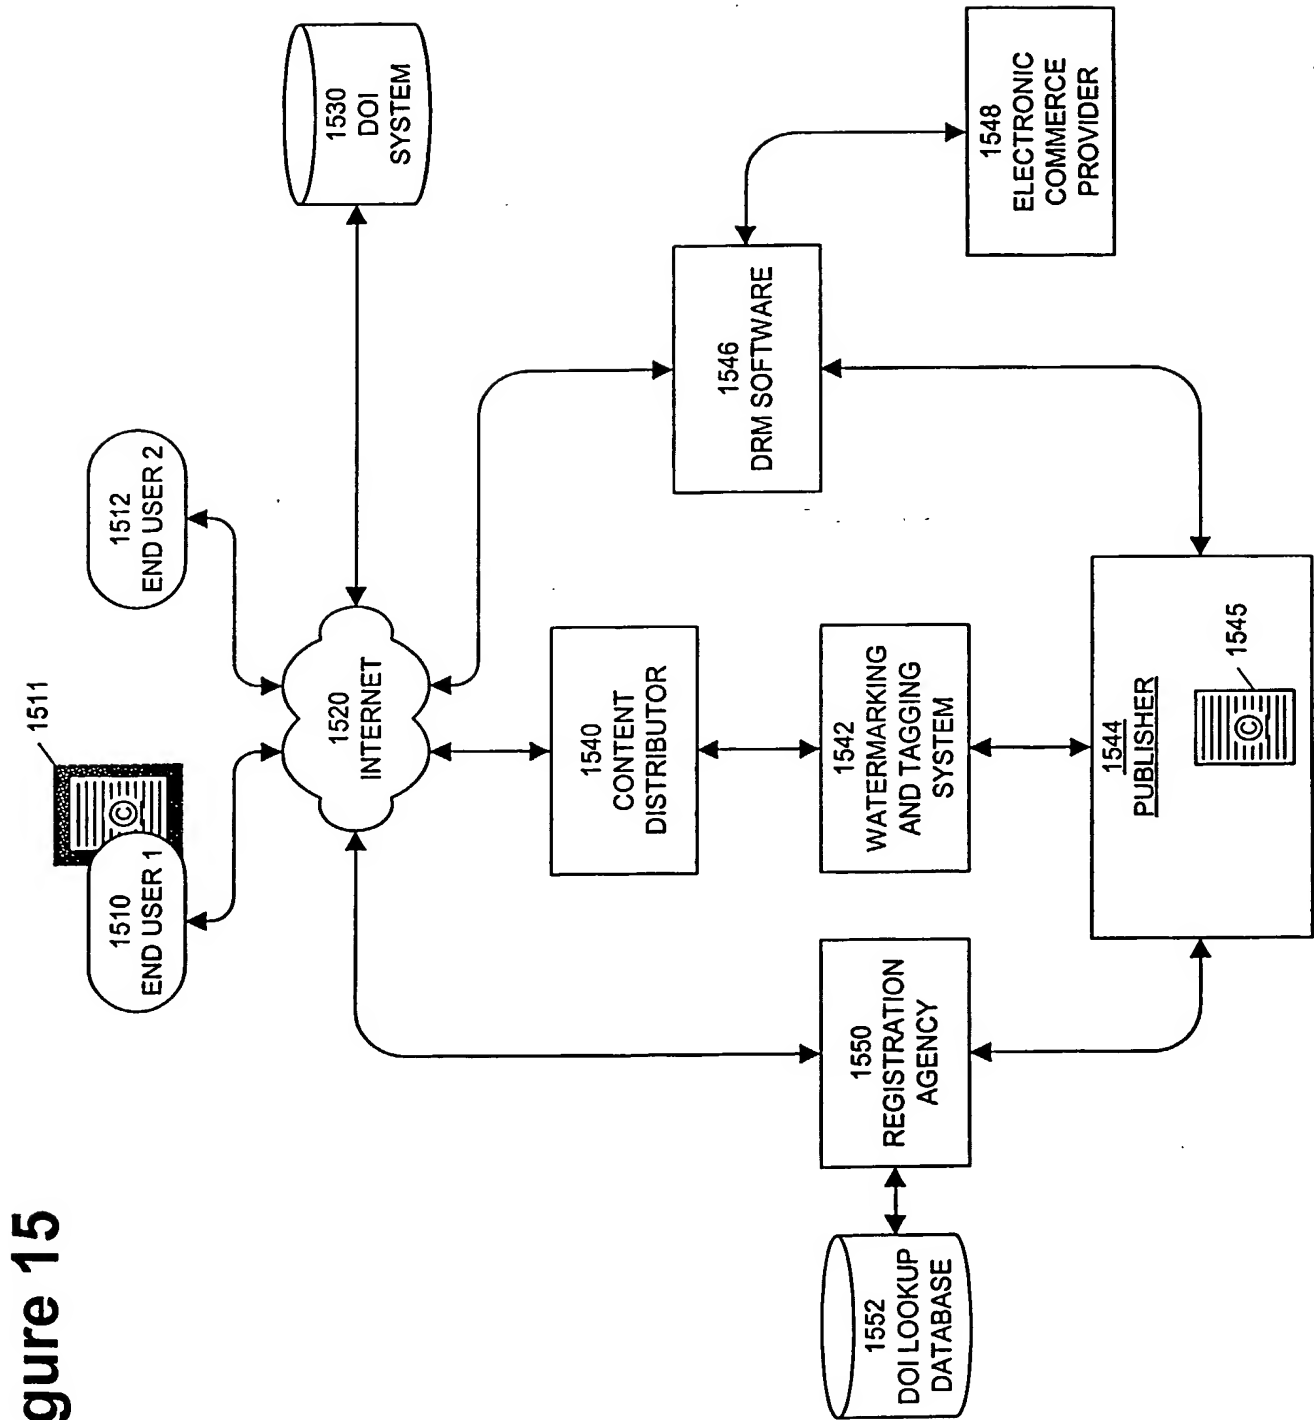 gure 15
1511
©
1510
END USER 1
1512
END USER 2
1520
INTERNET
1530
DOI
SYSTEM
1540
CONTENT
DISTRIBUTOR
1542
WATERMARKING
AND TAGGING
SYSTEM
1544
PUBLISHER
1545
©
1546
DRM SOFTWARE
1548
ELECTRONIC
COMMERCE
PROVIDER
1550
REGISTRATION
AGENCY
1552
DOI LOOKUP
DATABASE